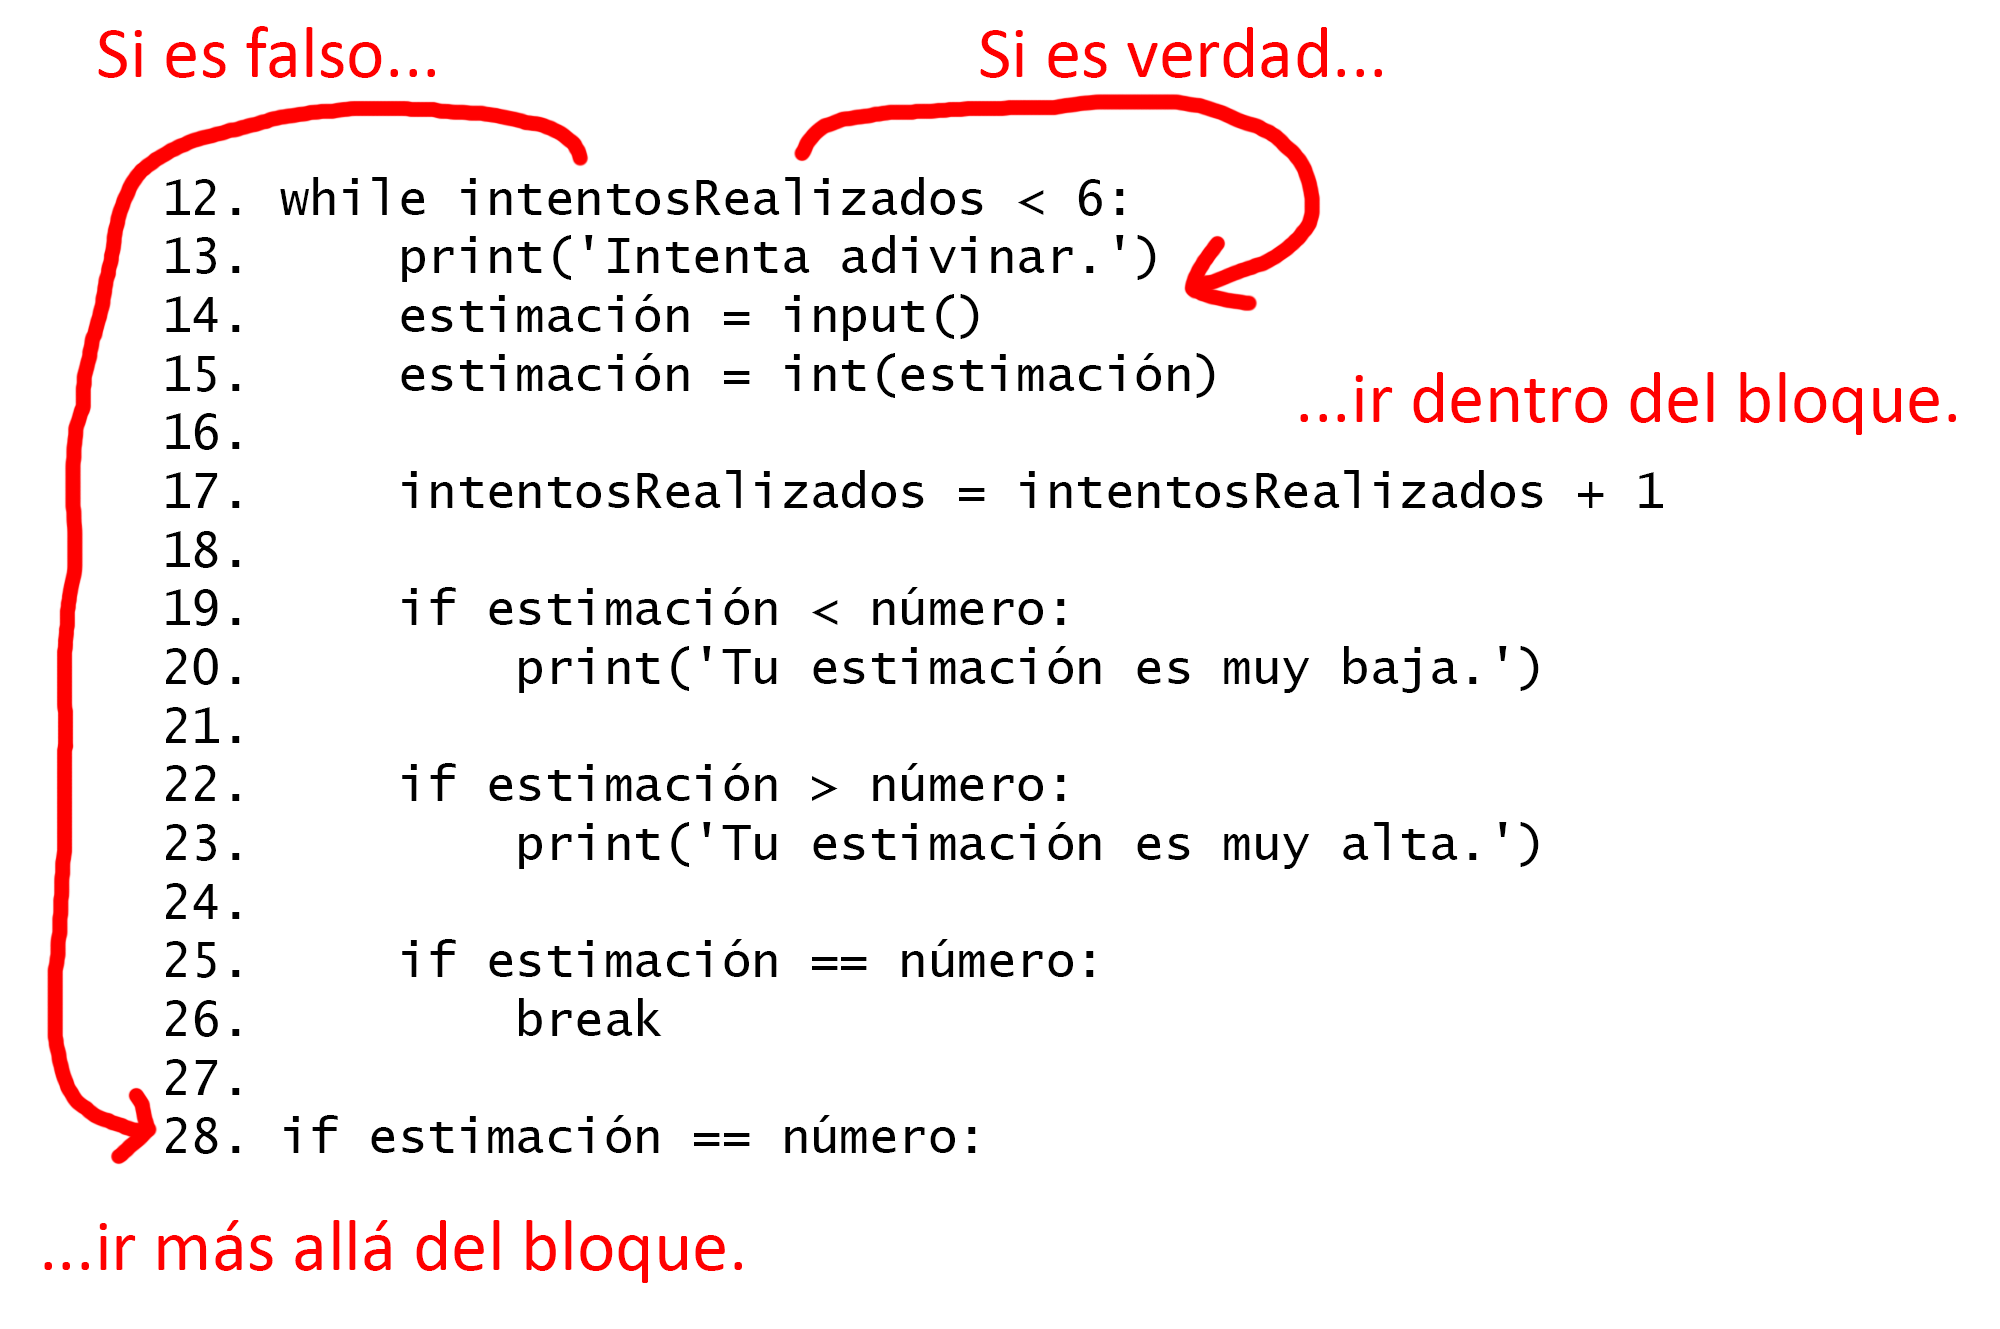 Si es falso...
Si es verdad...
12. while intentosRealizados < 6:
13.     print('Intenta adivinar.')
14.     estimación = input()
15.     estimación = int(estimación)
...ir dentro del bloque.
16.
17.     intentosRealizados = intentosRealizados + 1
18.
19.     if estimación < número:
20.         print('Tu estimación es muy baja.')
21.
22.     if estimación > número:
23.         print('Tu estimación es muy alta.')
24.
25.     if estimación == número:
26.         break
27.
28. if estimación == número:
...ir más allá del bloque.